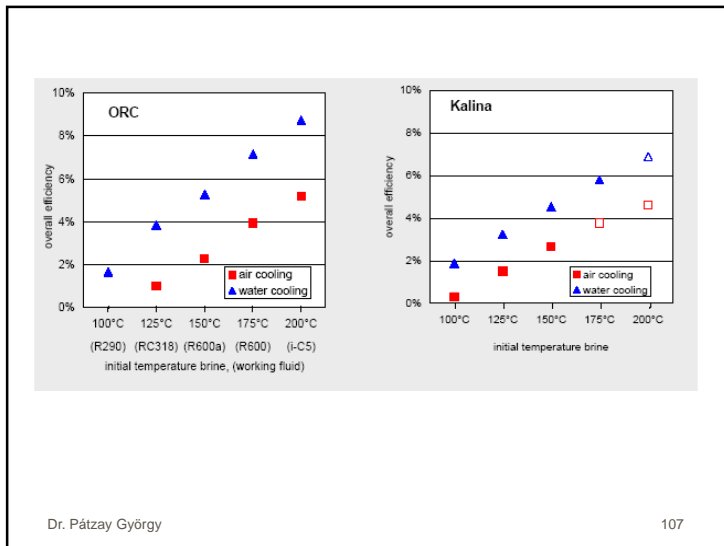 ORC
10%
8%
6%
4%
2%
0%
overall efficiency
air cooling
water cooling
100°C 125°C 150°C 175°C 200°C
(R290) (RC318) (R600a) (R600) (i-C5)
initial temperature brine, (working fluid)
Kalina
10%
8%
6%
4%
2%
0%
overall efficiency
air cooling
water cooling
100°C 125°C 150°C 175°C 200°C
initial temperature brine
Dr. Pátzay György
107